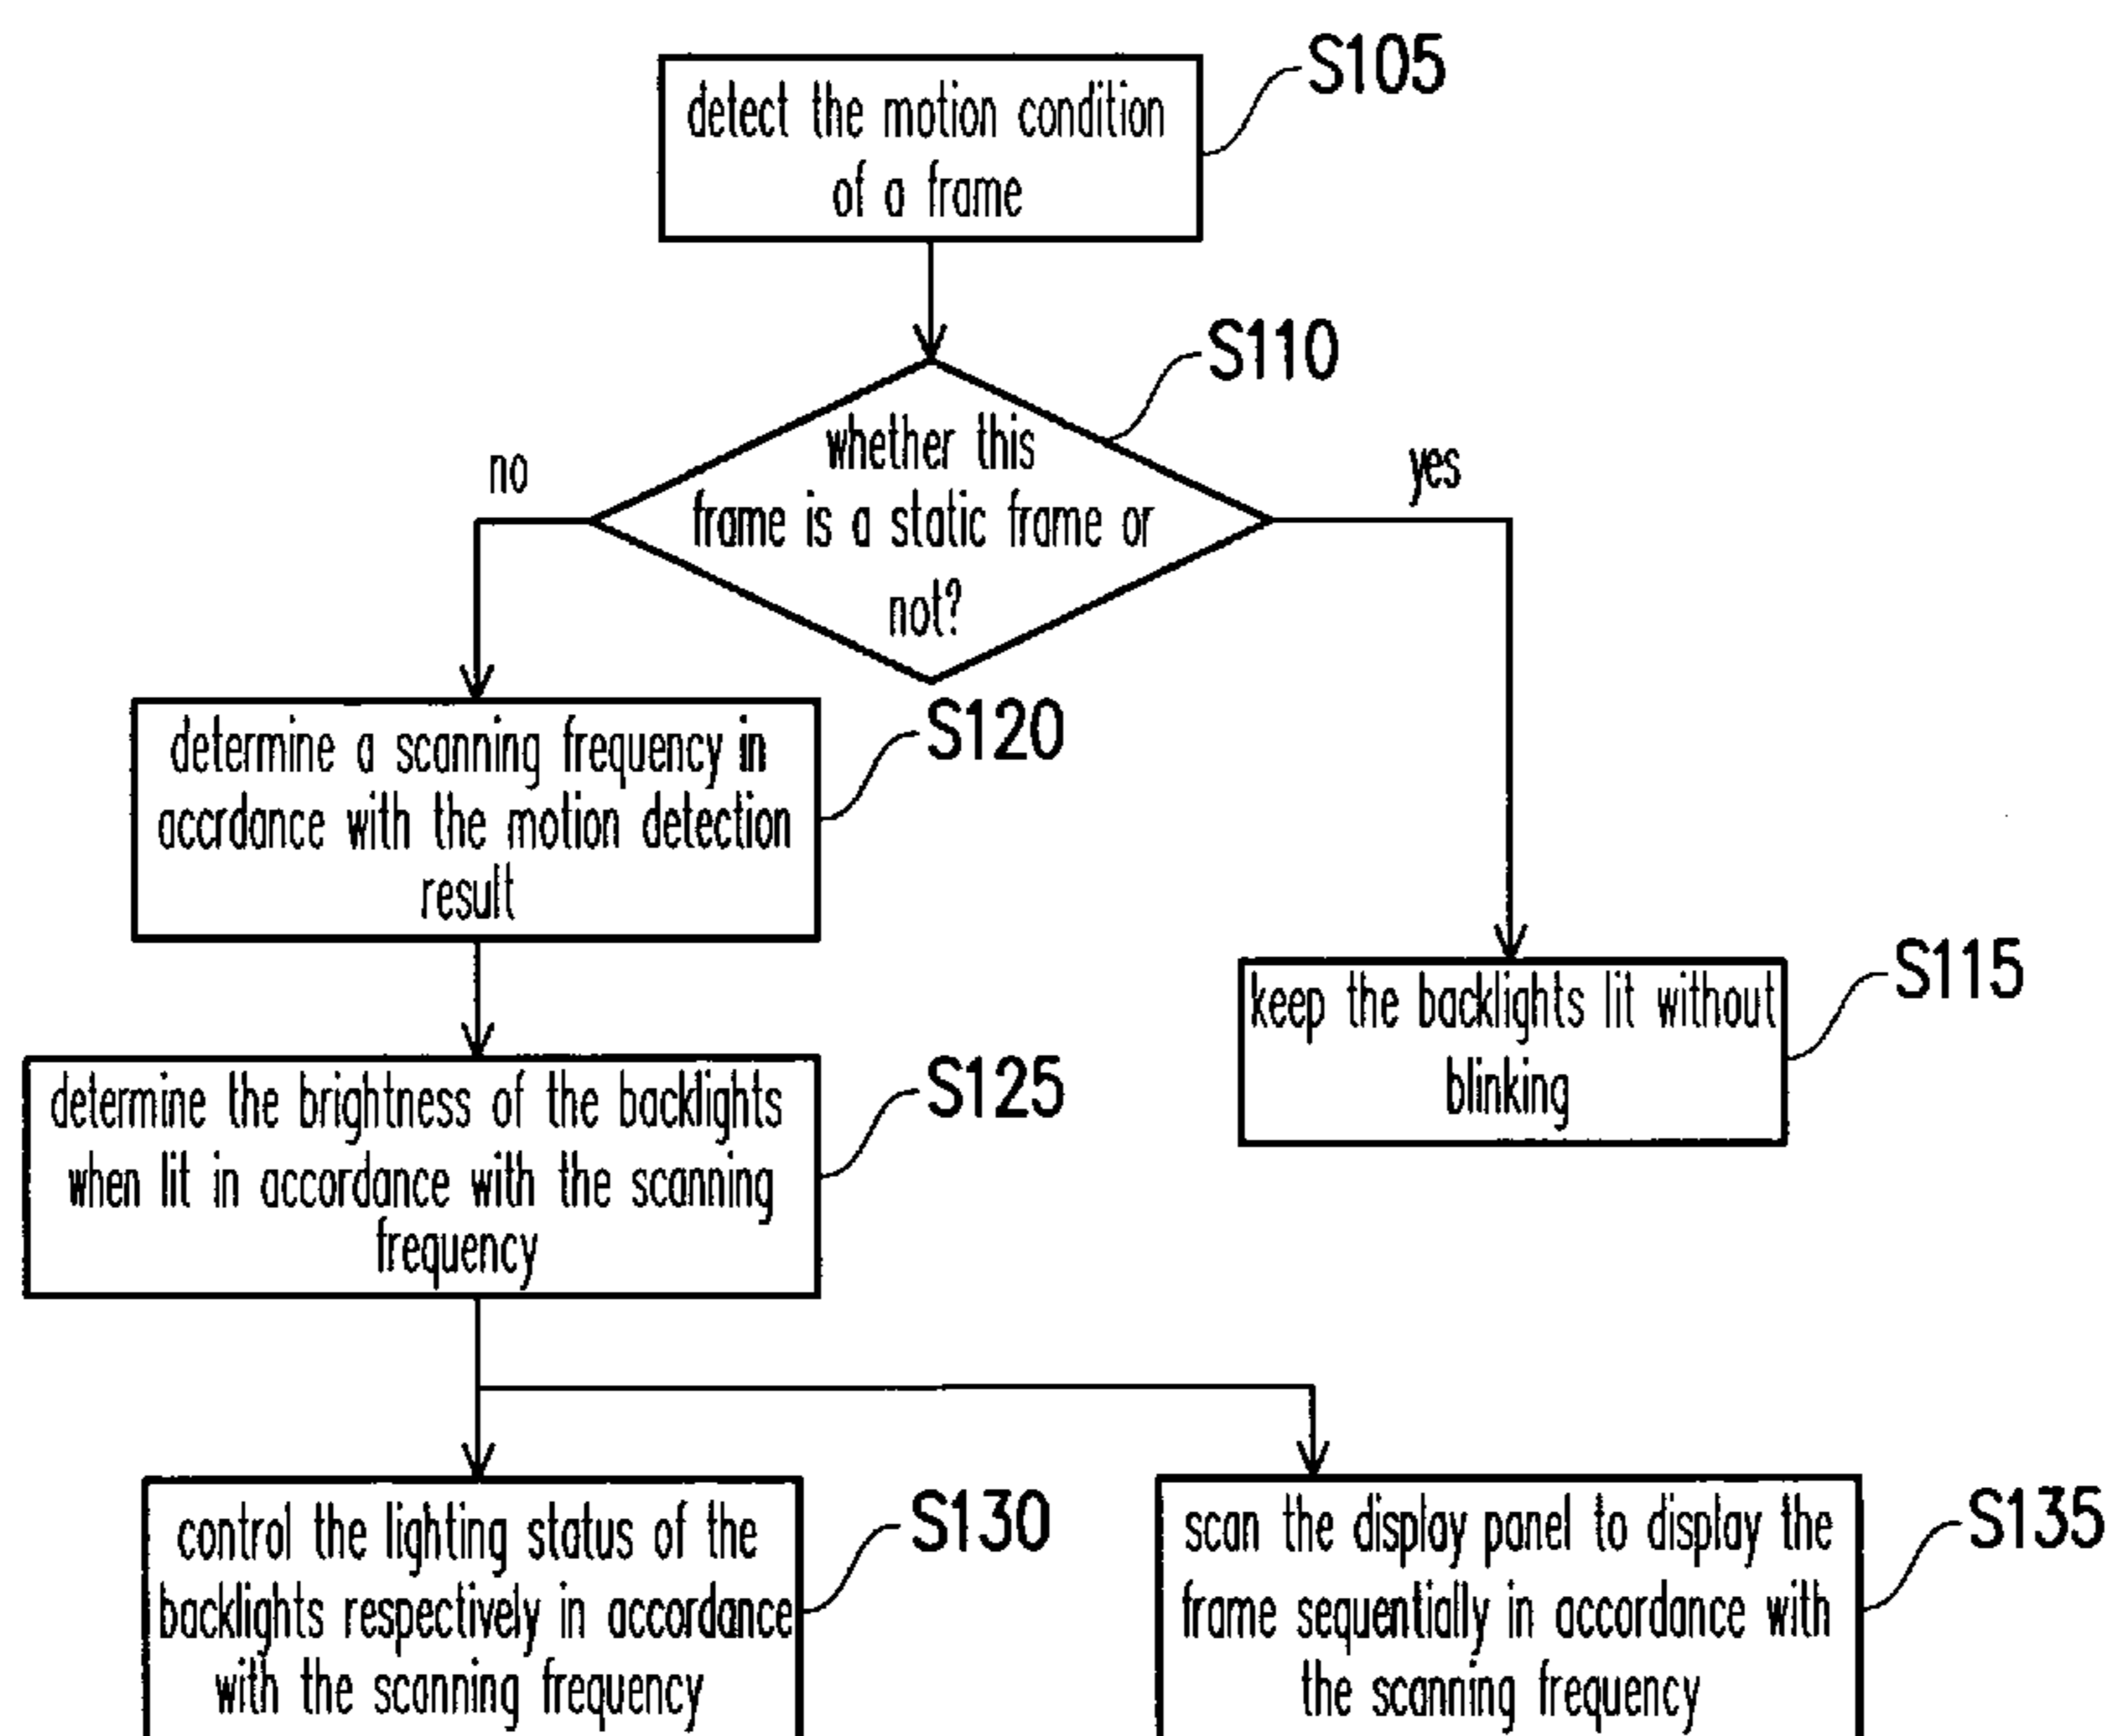 S105
detect the motion condition
of a frame
S110
whether this
frame is a static frame or
not?
no
yes
S120
determine a scanning frequency in
accrdance with the motion detection
result
S115
keep the backlights lit without
blinking
S125
determine the brightness of the backlights
when lit in accordance with the scanning
frequency
S130
control the lighting status of the
backlights respectively in accordance
with the scanning frequency
S135
scan the display panel to display the
frame sequentially in accordance with
the scanning frequency